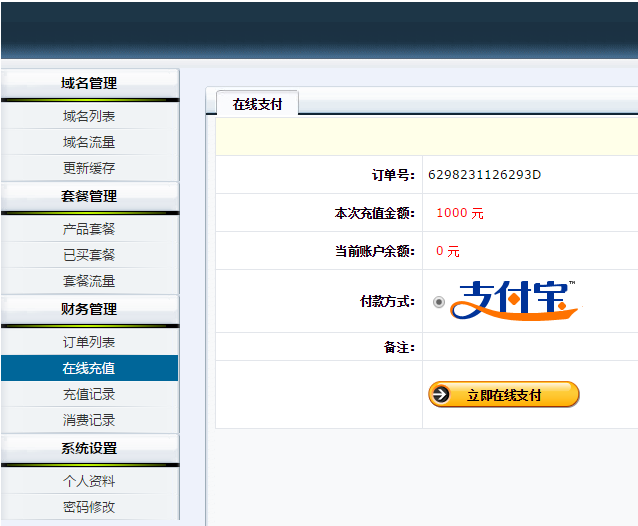 域名管理
域名列表
域名流量
更新缓存
套餐管理
产品套餐
已买套餐
套餐流量
财务管理
订单列表
在线充值
充值记录
消费记录
系统设置
个人资料
密码修改
在线支付
订单号: 6298231126293D
本次充值金额: 1000 元
当前账户余额: 0 元
付款方式: 支付宝™
备注:
立即在线支付